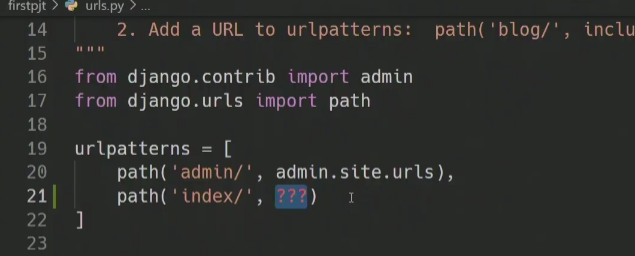 firstpjt > urls.py > ...
14 2. Add a URL to urlpatterns: path('blog/', inclu
15 """
16 from django.contrib import admin
17 from django.urls import path
18
19 urlpatterns = [
20 path('admin/', admin.site.urls),
21 path('index/', ???)
22 ]
23